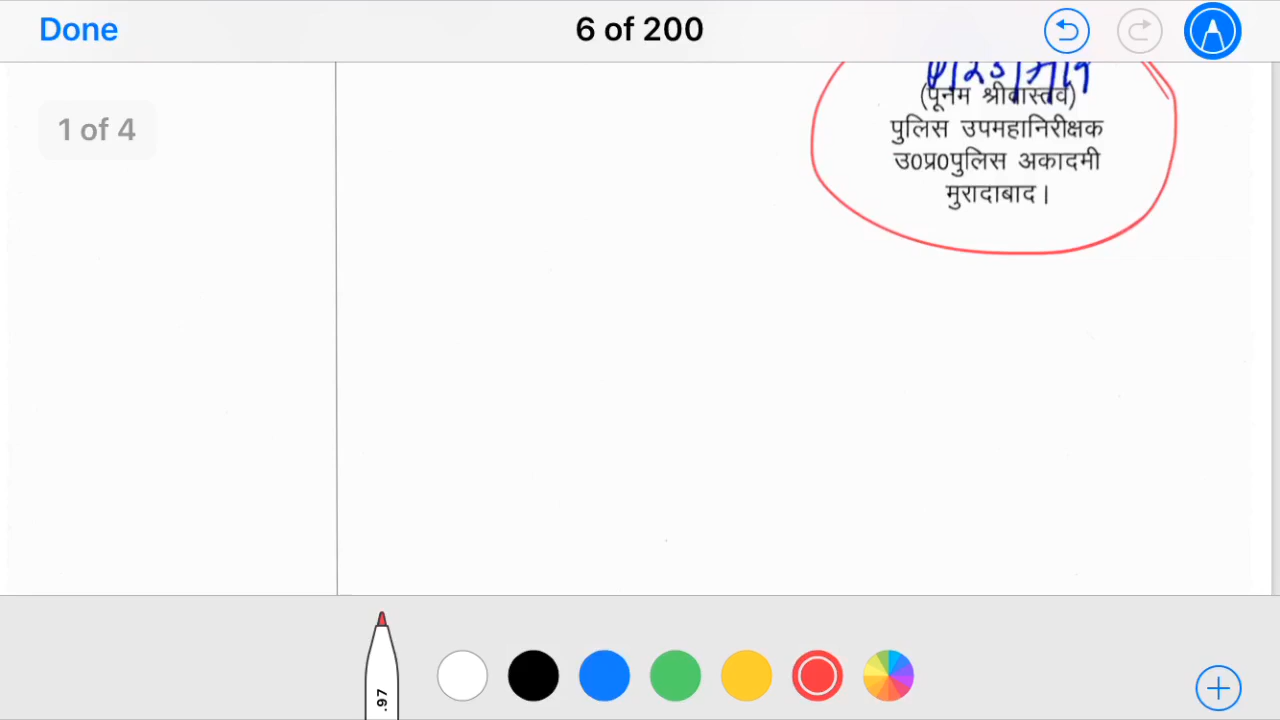 Done
6 of 200
1 of 4
(पूनम श्रीवास्तव)
पुलिस उपमहानिरीक्षक
उ0प्र0पुलिस अकादमी
मुरादाबाद।
.97